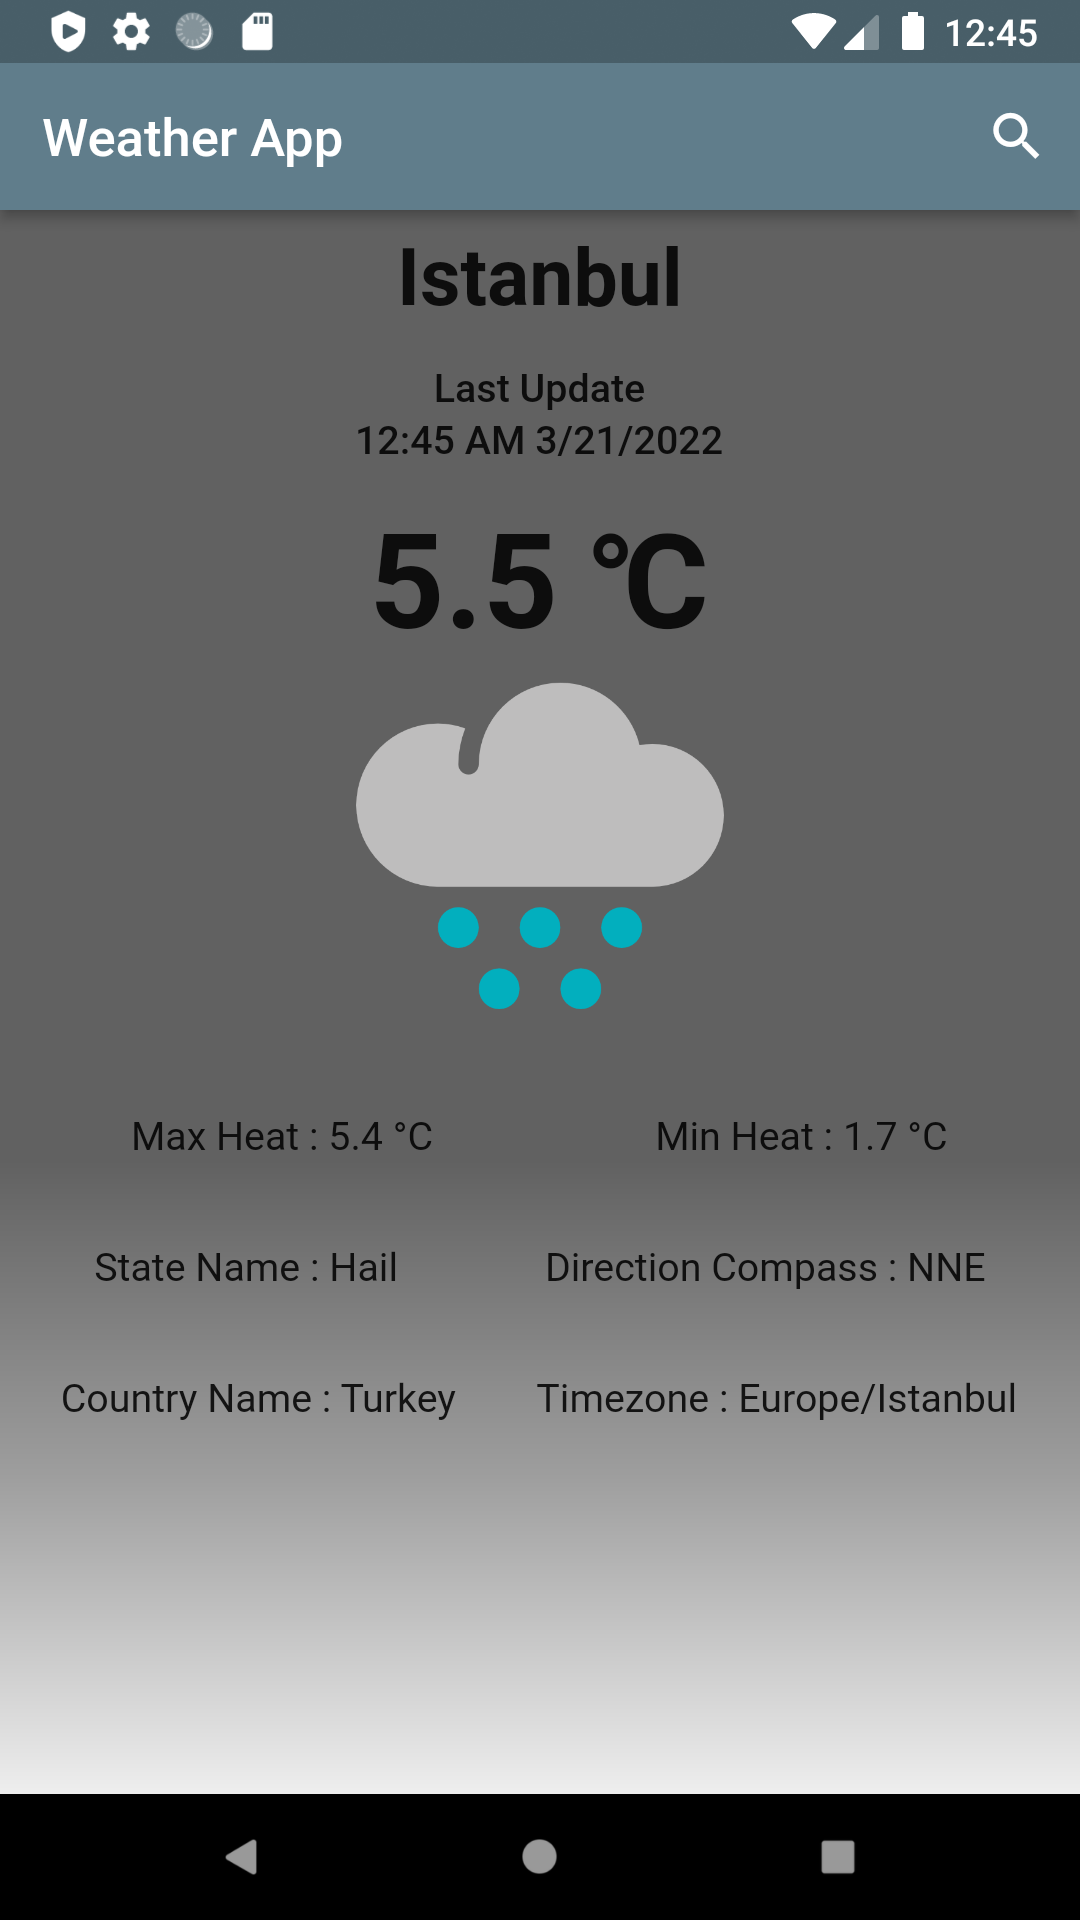 12:45
Weather App
Istanbul
Last Update
12:45 AM 3/21/2022
5.5 °C
Max Heat : 5.4 °C Min Heat : 1.7 °C
State Name : Hail Direction Compass : NNE
Country Name : Turkey Timezone : Europe/Istanbul